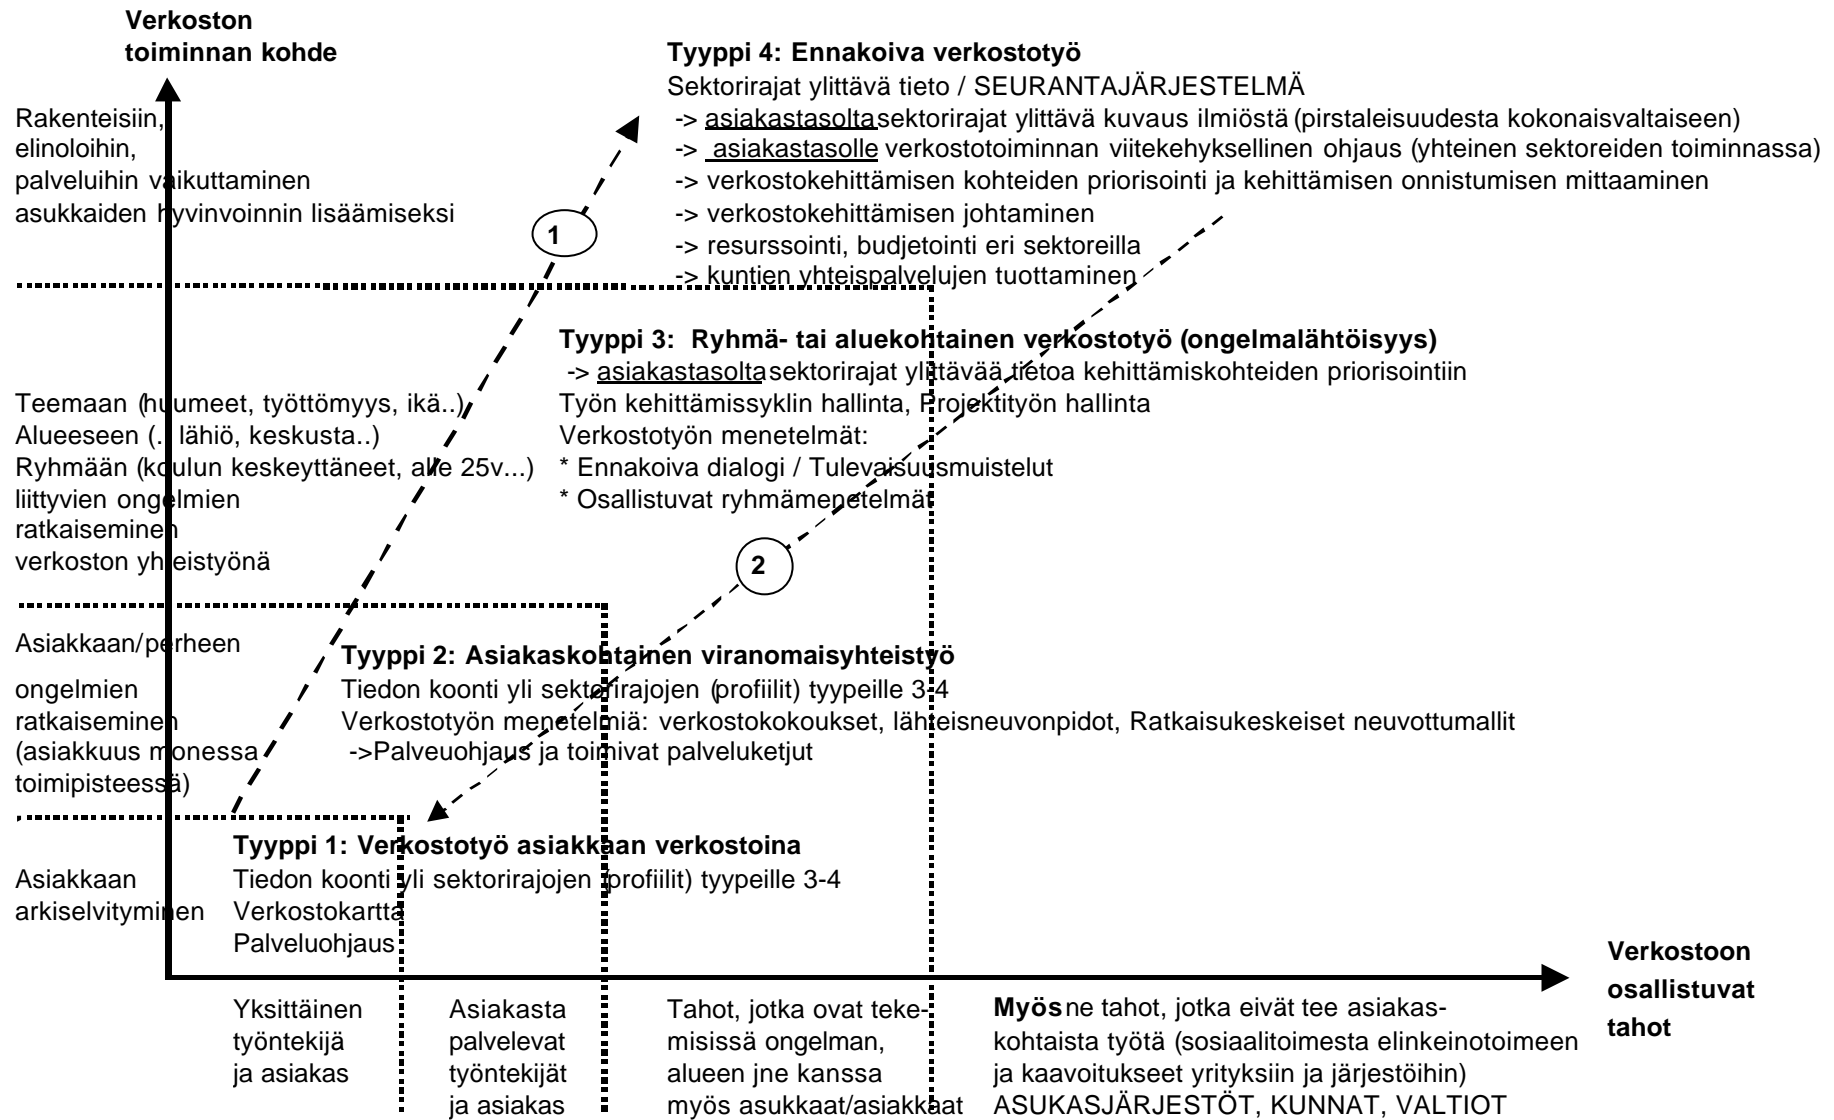 Verkoston
toiminnan kohde
Tyyppi 4: Ennakoiva verkostotyö
Sektorirajat ylittävä tieto / SEURANTAJÄRJESTELMÄ
-> asiakastasolta sektorirajat ylittävä kuvaus ilmiöstä (pirstaleisuudesta kokonaisvaltaiseen)
-> asiakastasolle verkostotoiminnan viitekehyksellinen ohjaus (yhteinen sektoreiden toiminnassa)
-> verkostokehittämisen kohteiden priorisointi ja kehittämisen onnistumisen mittaaminen
-> verkostokehittämisen johtaminen
-> resurssointi, budjetointi eri sektoreilla
-> kuntien yhteispalvelujen tuottaminen
Rakenteisiin,
elinoloihin,
palveluihin vaikuttaminen
asukkaiden hyvinvoinnin lisäämiseksi
1
Tyyppi 3: Ryhmä- tai aluekohtainen verkostotyö (ongelmalähtöisyys)
-> asiakastasolta sektorirajat ylittävää tietoa kehittämiskohteiden priorisointiin
Työn kehittämissyklin hallinta, Projektityön hallinta
Verkostotyön menetelmät:
* Ennakoiva dialogi / Tulevaisuusmuistelut
* Osallistuvat ryhmämenetelmät
Teemaan (huumeet, työttömyys, ikä..)
Alueeseen (.. lähiö, keskusta..)
Ryhmään (koulun keskeyttäneet, alle 25v...)
liittyvien ongelmien
ratkaiseminen
verkoston yhteistyönä
2
Asiakkaan/perheen
ongelmien
ratkaiseminen
(asiakkuus monessa
toimipisteessä)
Tyyppi 2: Asiakaskohtainen viranomaisyhteistyö
Tiedon koonti yli sektorirajojen (profiilit) tyypeille 3-4
Verkostotyön menetelmiä: verkostokokoukset, lähteisneuvonpidot, Ratkaisukeskeiset neuvottumallit
->Palveuohjaus ja toimivat palveluketjut
Tyyppi 1: Verkostotyö asiakkaan verkostoina
Tiedon koonti yli sektorirajojen (profiilit) tyypeille 3-4
Verkostokartta
Palveluohjaus
Asiakkaan
arkiselvityminen
Verkostoon
osallistuvat
tahot
Yksittäinen
työntekijä
ja asiakas
Asiakasta
palvelevat
työntekijät
ja asiakas
Tahot, jotka ovat teke-
misissä ongelman,
alueen jne kanssa
myös asukkaat/asiakkaat
Myös ne tahot, jotka eivät tee asiakas-
kohtaista työtä (sosiaalitoimesta elinkeinotoimeen
ja kaavoitukseet yrityksiin ja järjestöihin)
ASUKASJÄRJESTÖT, KUNNAT, VALTIOT